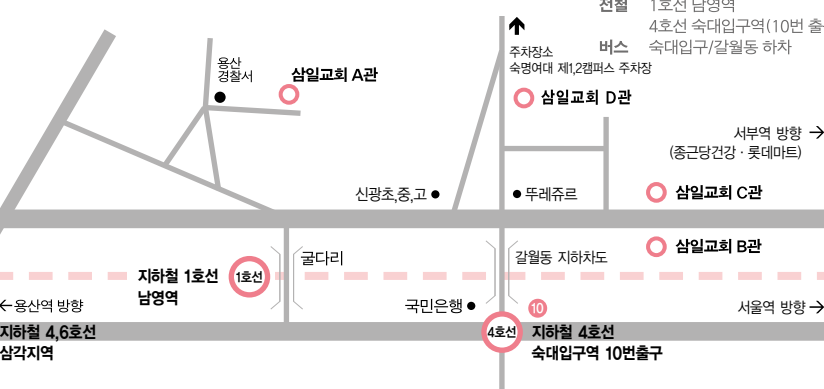 전철 1호선 남영역
4호선 숙대입구역(10번 출
버스 숙대입구/갈월동 하차
주차장소
숙명여대 제1,2캠퍼스 주차장
용산
경찰서
삼일교회 A관
삼일교회 D관
서부역 방향
(종근당건강 · 롯데마트)
신광초,중,고
뚜레쥬르
삼일교회 C관
삼일교회 B관
굴다리
갈월동 지하차도
지하철 1호선
남영역
1호선
용산역 방향
국민은행
10
서울역 방향
지하철 4,6호선
삼각지역
4호선
지하철 4호선
숙대입구역 10번출구